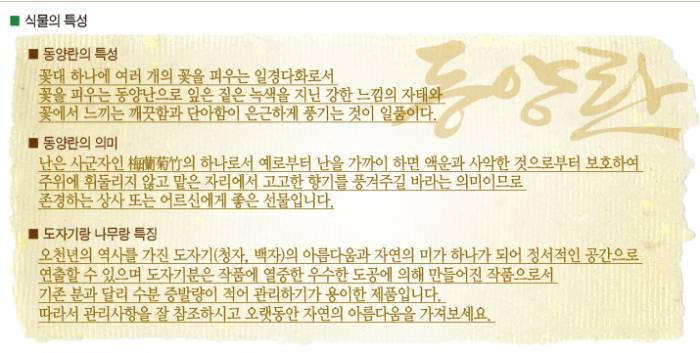 ■ 식물의 특성
동양란
■ 동양란의 특성
꽃대 하나에 여러 개의 꽃을 피우는 일경다화로서
꽃을 피우는 동양난으로 잎은 짙은 녹색을 지닌 강한 느낌의 자태와
꽃에서 느끼는 깨끗함과 단아함이 은근하게 풍기는 것이 일품이다.
■ 동양란의 의미
난은 사군자인 梅蘭菊竹의 하나로서 예로부터 난을 가까이 하면 액운과 사악한 것으로부터 보호하여
주위에 휘둘리지 않고 맡은 자리에서 고고한 향기를 풍겨주길 바라는 의미이므로
존경하는 상사 또는 어르신에게 좋은 선물입니다.
■ 도자기랑 나무랑 특징
오천년의 역사를 가진 도자기(청자, 백자)의 아름다움과 자연의 미가 하나가 되어 정서적인 공간으로
연출할 수 있으며 도자기분은 작품에 열중한 우수한 도공에 의해 만들어진 작품으로서
기존 분과 달리 수분 증발량이 적어 관리하기가 용이한 제품입니다.
따라서 관리사항을 잘 참조하시고 오랫동안 자연의 아름다움을 가져보세요.